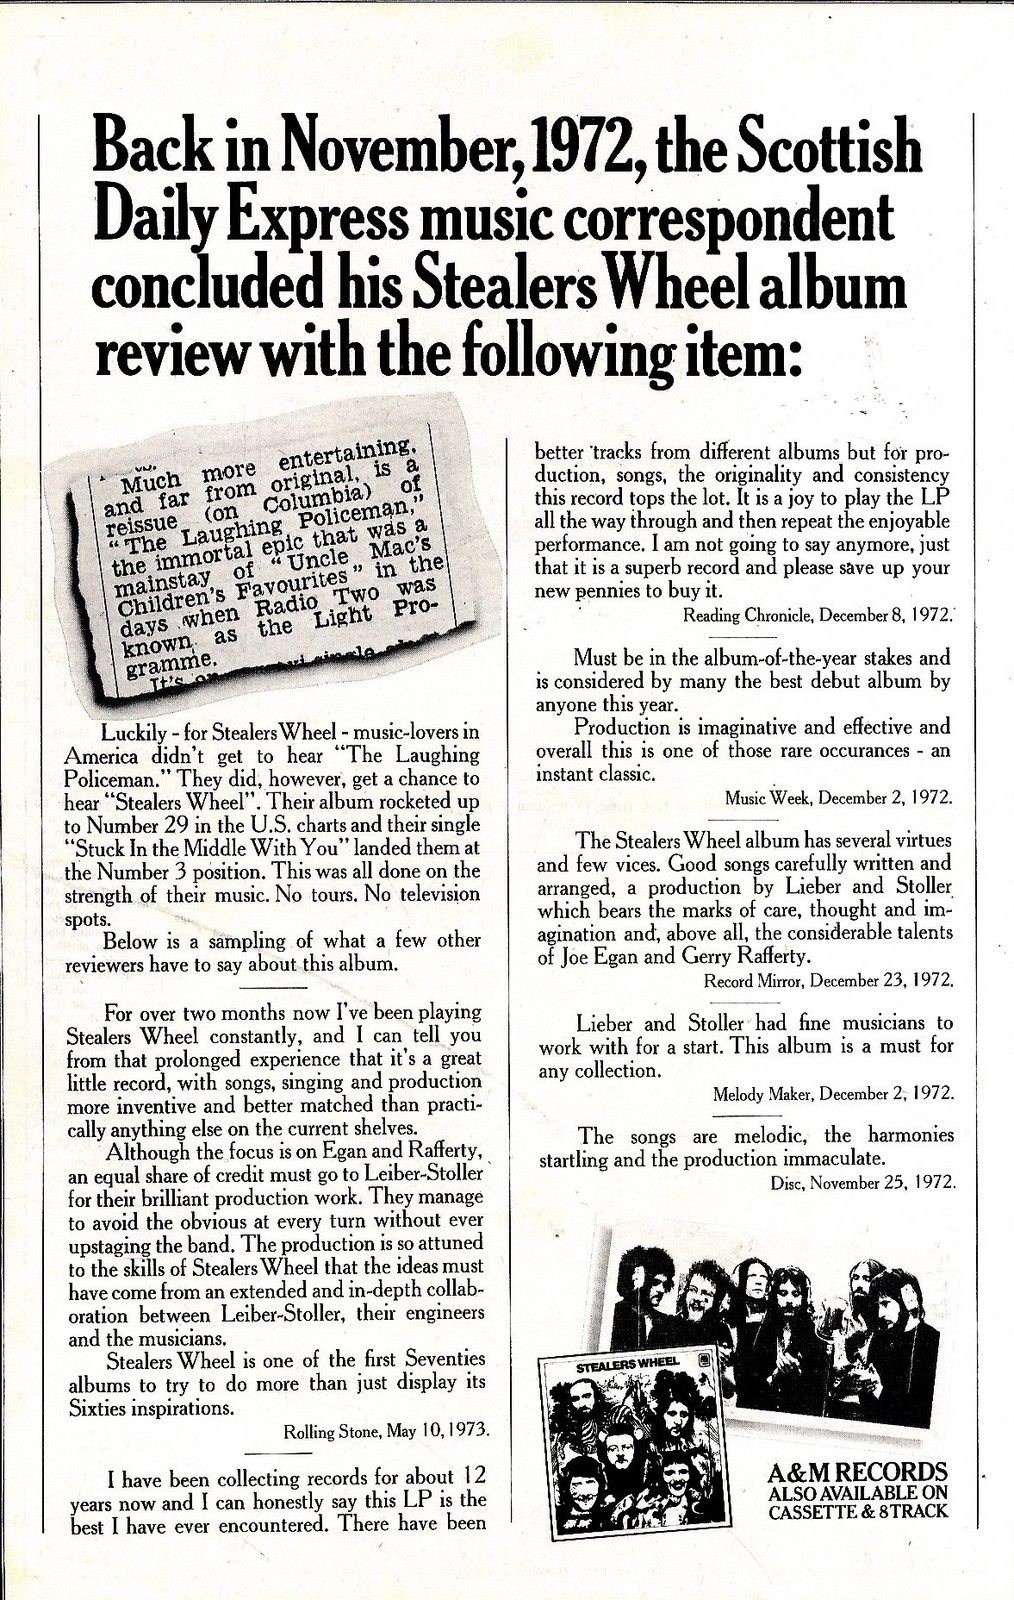 Back in November, 1972, the Scottish
Daily Express music correspondent
concluded his Stealers Wheel album
review with the following item:
Much more entertaining,
and far from original, is a
reissue (on Columbia) of
"The Laughing Policeman,"
the immortal epic that was a
mainstay of "Uncle Mac's
Children's Favourites" in the
days when Radio Two was
known as the Light Pro-
gramme.
It's
Luckily - for Stealers Wheel - music-lovers in
America didn't get to hear "The Laughing
Policeman." They did, however, get a chance to
hear "Stealers Wheel". Their album rocketed up
to Number 29 in the U.S. charts and their single
"Stuck In the Middle With You" landed them at
the Number 3 position. This was all done on the
strength of their music. No tours. No television
spots.
Below is a sampling of what a few other
reviewers have to say about this album.
For over two months now I've been playing
Stealers Wheel constantly, and I can tell you
from that prolonged experience that it's a great
little record, with songs, singing and production
more inventive and better matched than practi-
cally anything else on the current shelves.
Although the focus is on Egan and Rafferty,
an equal share of credit must go to Leiber-Stoller
for their brilliant production work. They manage
to avoid the obvious at every turn without ever
upstaging the band. The production is so attuned
to the skills of Stealers Wheel that the ideas must
have come from an extended and in-depth collab-
oration between Leiber-Stoller, their engineers
and the musicians.
Stealers Wheel is one of the first Seventies
albums to try to do more than just display its
Sixties inspirations.
Rolling Stone, May 10, 1973.
I have been collecting records for about 12
years now and I can honestly say this LP is the
best I have ever encountered. There have been
better tracks from different albums but for pro-
duction, songs, the originality and consistency
this record tops the lot. It is a joy to play the LP
all the way through and then repeat the enjoyable
performance. I am not going to say anymore, just
that it is a superb record and please save up your
new pennies to buy it.
Reading Chronicle, December 8, 1972.
Must be in the album-of-the-year stakes and
is considered by many the best debut album by
anyone this year.
Production is imaginative and effective and
overall this is one of those rare occurances - an
instant classic.
Music Week, December 2, 1972.
The Stealers Wheel album has several virtues
and few vices. Good songs carefully written and
arranged, a production by Lieber and Stoller
which bears the marks of care, thought and im-
agination and, above all, the considerable talents
of Joe Egan and Gerry Rafferty.
Record Mirror, December 23, 1972.
Lieber and Stoller had fine musicians to
work with for a start. This album is a must for
any collection.
Melody Maker, December 2, 1972.
The songs are melodic, the harmonies
startling and the production immaculate.
Disc, November 25, 1972.
STEALERS WHEEL
A&M RECORDS
ALSO AVAILABLE ON
CASSETTE & 8 TRACK